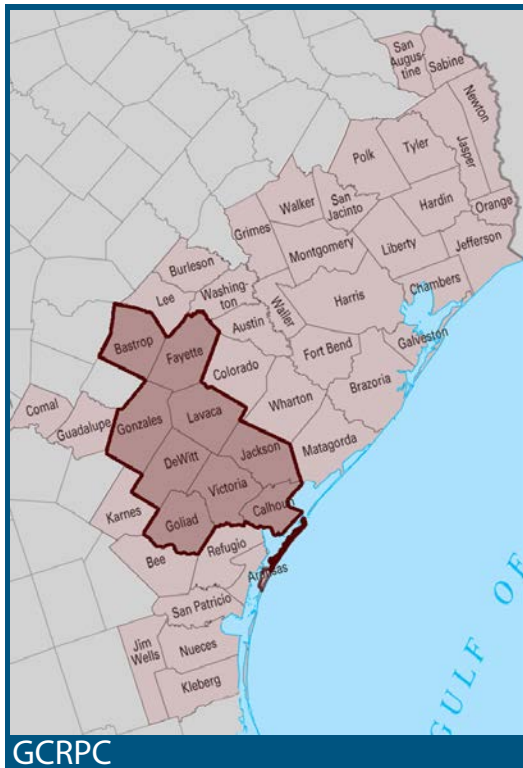 San
Augus-
tine
Sabine
Newton
Jasper
Polk
Tyler
Walker
San
Jacinto
Hardin
Orange
Grimes
Montgomery
Liberty
Jefferson
Burleson
Washing-
ton
Lee
Waller
Harris
Chambers
Austin
Bastrop
Fayette
Colorado
Fort Bend
Galveston
Brazoria
Comal
Guadalupe
Gonzales
Lavaca
Wharton
Matagorda
DeWitt
Jackson
Victoria
Karnes
Goliad
Calhoun
Bee
Refugio
Aransas
San Patricio
Jim
Wells
Nueces
Kleberg
GULF OF
GCRPC